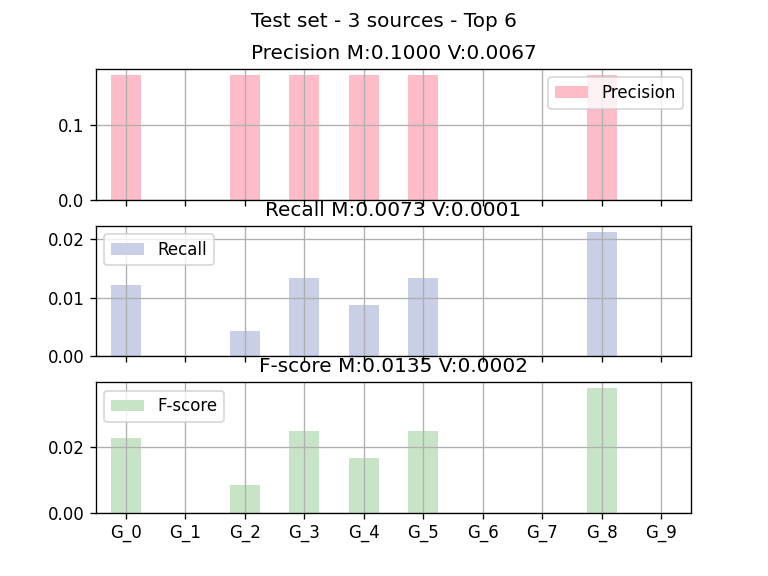 Test set - 3 sources - Top 6
Precision M:0.1000 V:0.0067
Precision
0.1
0.0
Recall M:0.0073 V:0.0001
0.02
Recall
0.01
0.00
F-score M:0.0135 V:0.0002
F-score
0.02
0.00
G_0 G_1 G_2 G_3 G_4 G_5 G_6 G_7 G_8 G_9